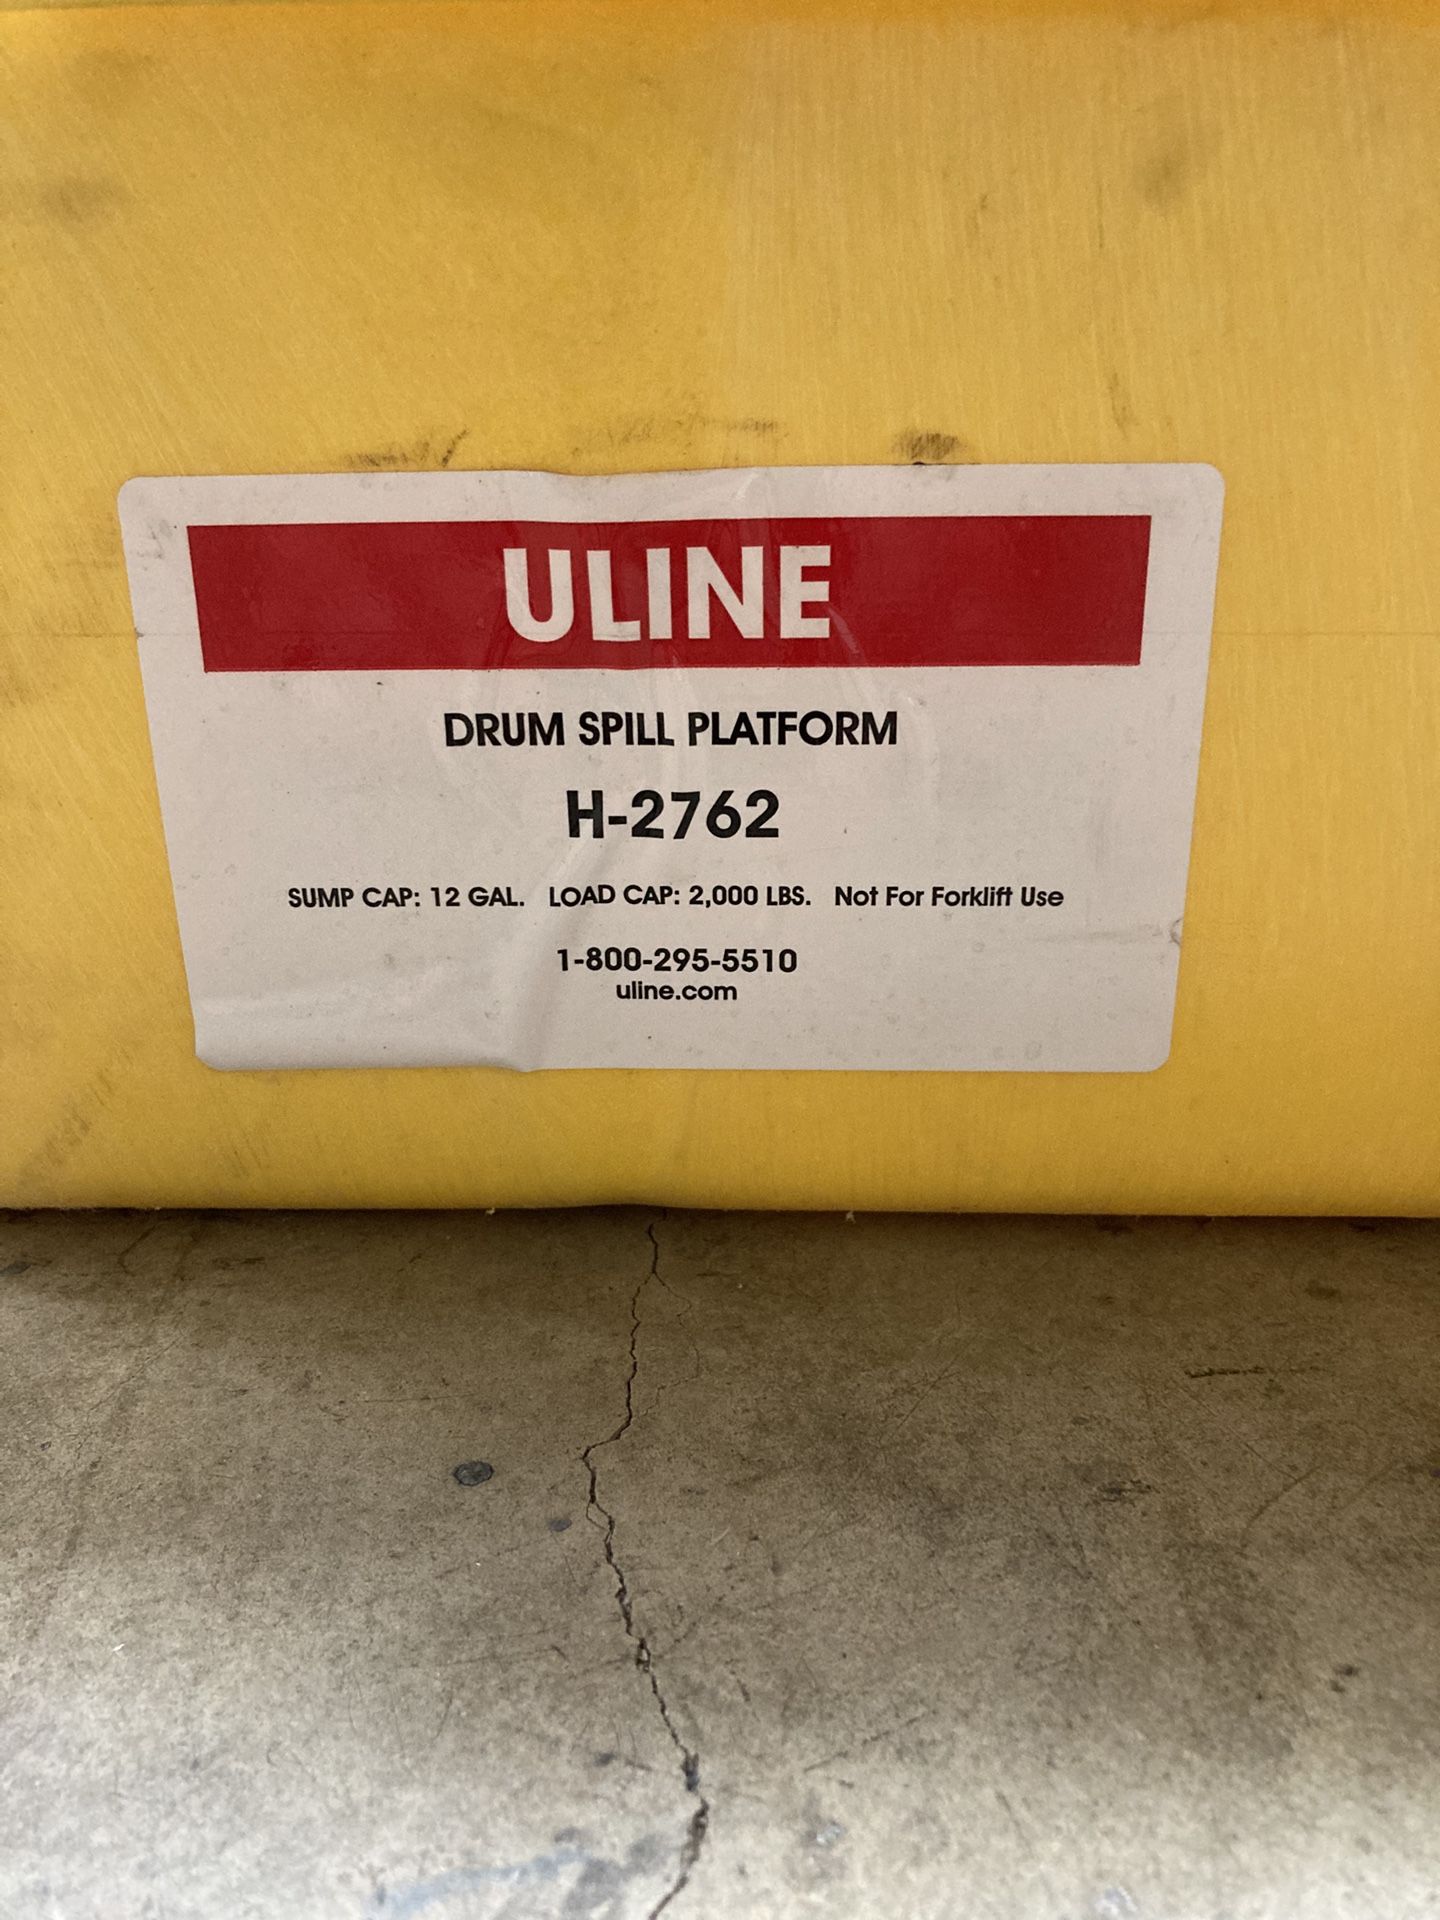 ULINE
DRUM SPILL PLATFORM
H-2762
SUMP CAP: 12 GAL. LOAD CAP: 2,000 LBS. Not For Forklift Use
1-800-295-5510
uline.com